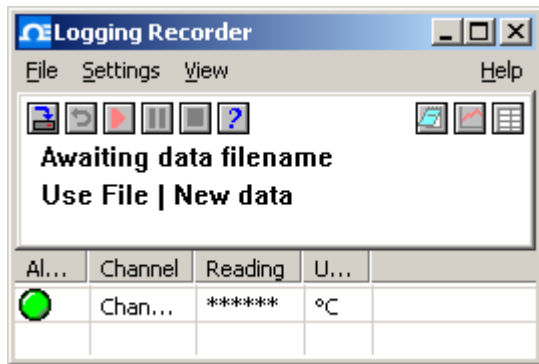 Logging Recorder
File Settings View Help
?
Awaiting data filename
Use File | New data
Al... Channel Reading U...
Chan... ****** °C